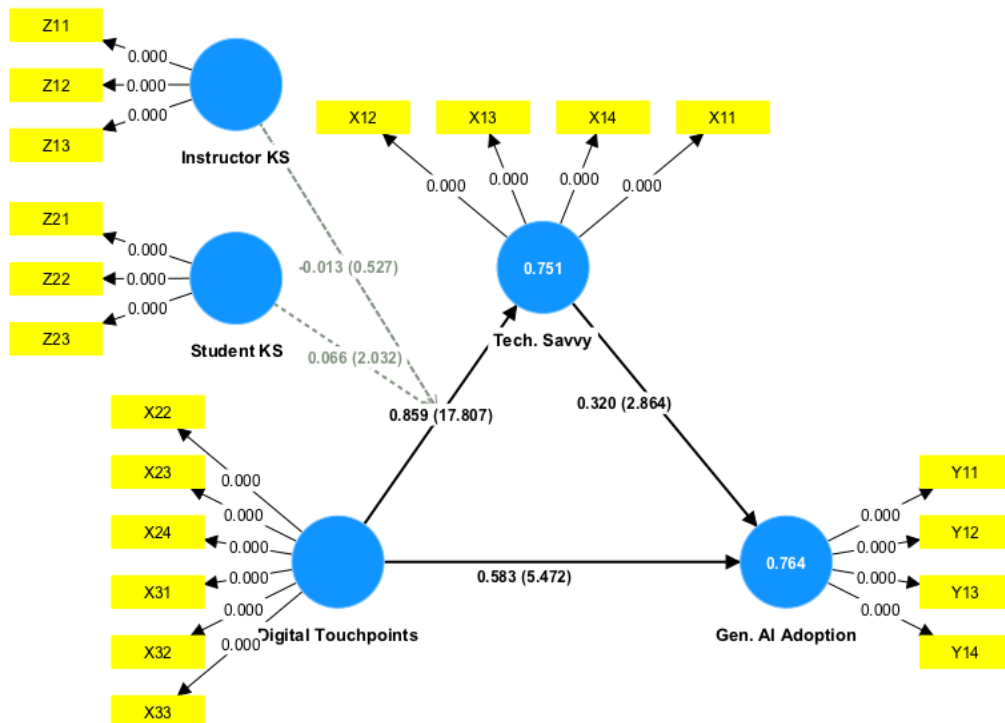 Z11
0.000
Z12
0.000
0.000
Z13
Instructor KS
X12
X13
X14
X11
0.000
0.000
0.000
0.000
Z21
0.000
Z22
0.000
0.000
Z23
Student KS
-0.013 (0.527)
0.066 (2.032)
0.751
Tech. Savvy
0.859 (17.807)
0.320 (2.864)
X22
0.000
X23
0.000
X24
0.000
X31
0.000
X32
0.000
X33
0.000
Digital Touchpoints
0.583 (5.472)
0.764
Gen. AI Adoption
Y11
0.000
Y12
0.000
Y13
0.000
Y14
0.000